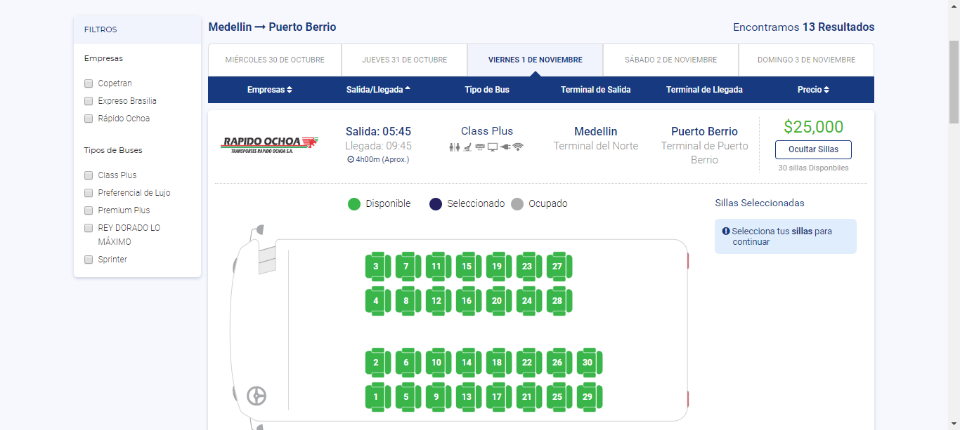 FILTROS
Empresas
Copetran
Expreso Brasilia
Rápido Ochoa
Tipos de Buses
Class Plus
Preferencial de Lujo
Premium Plus
REY DORADO LO
MÁXIMO
Sprinter
Medellin → Puerto Berrio
Encontramos 13 Resultados
MIÉRCOLES 30 DE OCTUBRE
JUEVES 31 DE OCTUBRE
VIERNES 1 DE NOVIEMBRE
SÁBADO 2 DE NOVIEMBRE
DOMINGO 3 DE NOVIEMBRE
Empresas
Salida/Llegada
Tipo de Bus
Terminal de Salida
Terminal de Llegada
Precio
RAPIDO OCHOA
TRANSPORTES RAPIDO OCHOA S.A.
Salida: 05:45
Llegada: 09:45
4h00m (Aprox.)
Class Plus
Medellin
Terminal del Norte
Puerto Berrio
Terminal de Puerto
Berrio
$25,000
Ocultar Sillas
30 sillas Disponbiles
Disponible
Seleccionado
Ocupado
Sillas Seleccionadas
Selecciona tus sillas para
continuar
3 7 11 15 19 23 27
4 8 12 16 20 24 28
2 6 10 14 18 22 26 30
1 5 9 13 17 21 25 29